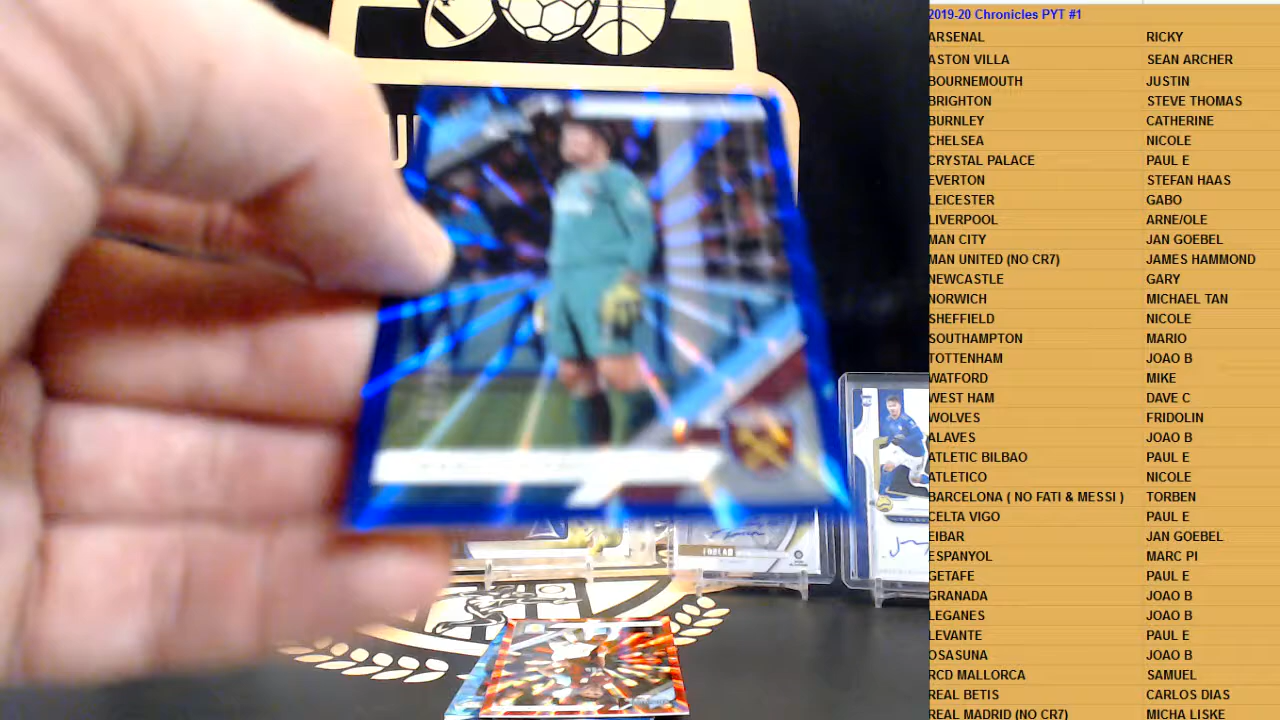 2019-20 Chronicles PYT #1
ARSENAL RICKY
ASTON VILLA SEAN ARCHER
BOURNEMOUTH JUSTIN
BRIGHTON STEVE THOMAS
BURNLEY CATHERINE
CHELSEA NICOLE
CRYSTAL PALACE PAUL E
EVERTON STEFAN HAAS
LEICESTER GABO
LIVERPOOL ARNE/OLE
MAN CITY JAN GOEBEL
MAN UNITED (NO CR7) JAMES HAMMOND
NEWCASTLE GARY
NORWICH MICHAEL TAN
SHEFFIELD NICOLE
SOUTHAMPTON MARIO
TOTTENHAM JOAO B
WATFORD MIKE
WEST HAM DAVE C
WOLVES FRIDOLIN
ALAVES JOAO B
ATLETIC BILBAO PAUL E
ATLETICO NICOLE
BARCELONA ( NO FATI & MESSI ) TORBEN
CELTA VIGO PAUL E
EIBAR JAN GOEBEL
ESPANYOL MARC PI
GETAFE PAUL E
GRANADA JOAO B
LEGANES JOAO B
LEVANTE PAUL E
OSASUNA JOAO B
RCD MALLORCA SAMUEL
REAL BETIS CARLOS DIAS
REAL MADRID (NO CR7) MICHA LISKE